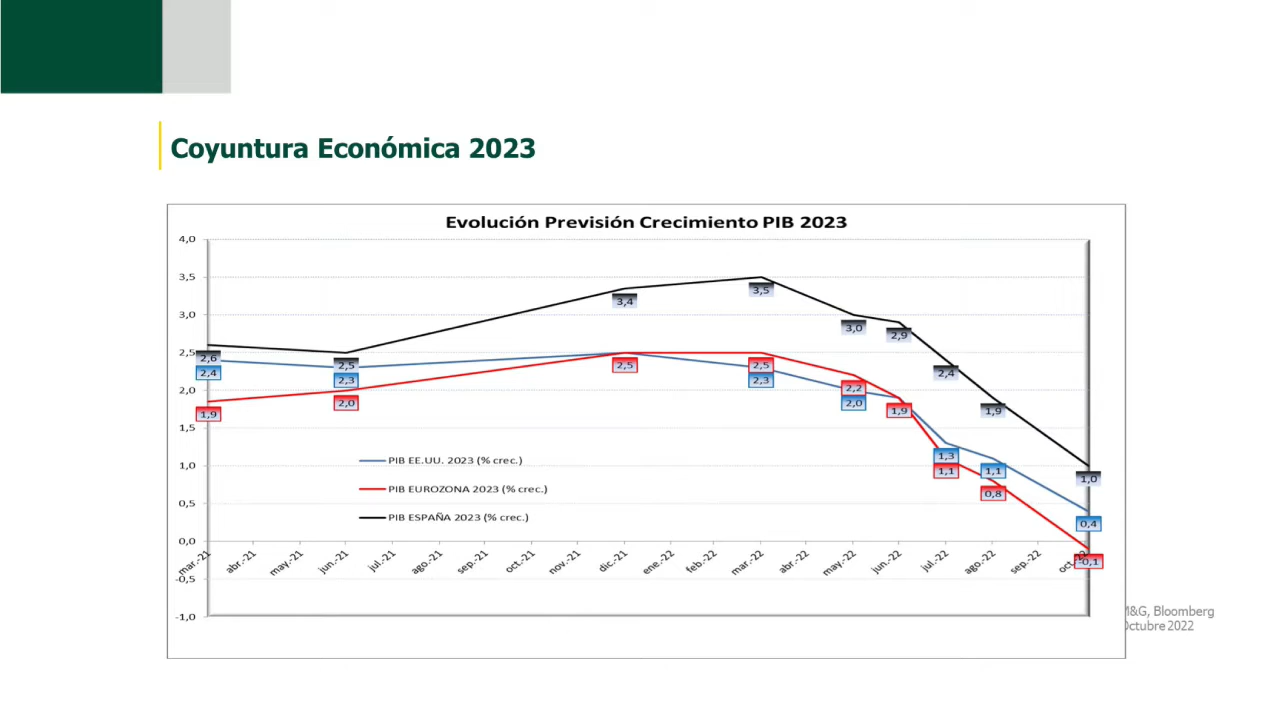 Coyuntura Económica 2023
Evolución Previsión Crecimiento PIB 2023
4,0
3,5
3,0
2,5
2,0
1,5
1,0
0,5
0,0
-0,5
-1,0
2,6
2,5
3,4
3,5
3,0
2,9
2,4
1,9
1,0
2,4
2,3
2,3
2,0
1,3
1,1
0,4
1,9
2,0
2,5
2,5
2,2
1,9
1,1
0,8
-0,1
PIB EE.UU. 2023 (% crec.)
PIB EUROZONA 2023 (% crec.)
PIB ESPAÑA 2023 (% crec.)
mar.-21
abr.-21
may.-21
jun.-21
jul.-21
ago.-21
sep.-21
oct.-21
nov.-21
dic.-21
ene.-22
feb.-22
mar.-22
abr.-22
may.-22
jun.-22
jul.-22
ago.-22
sep.-22
oct.-22
M&G, Bloomberg
Octubre 2022